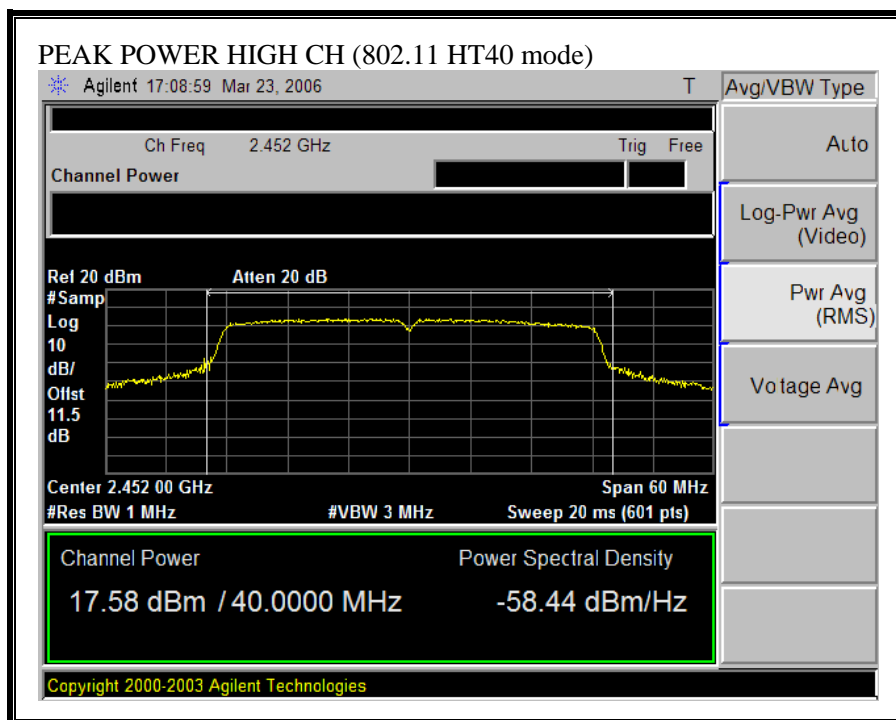 PEAK POWER HIGH CH (802.11 HT40 mode)
Agilent 17:08:59 Mar 23, 2006 T
Avg/VBW Type
Ch Freq 2.452 GHz Trig Free
Channel Power
Auto
Log-Pwr Avg
(Video)
Pwr Avg
(RMS)
Voltage Avg
Ref 20 dBm Atten 20 dB
#Samp
Log
10
dB/
Offst
11.5
dB
Center 2.452 00 GHz Span 60 MHz
#Res BW 1 MHz #VBW 3 MHz Sweep 20 ms (601 pts)
Channel Power Power Spectral Density
17.58 dBm / 40.0000 MHz -58.44 dBm/Hz
Copyright 2000-2003 Agilent Technologies